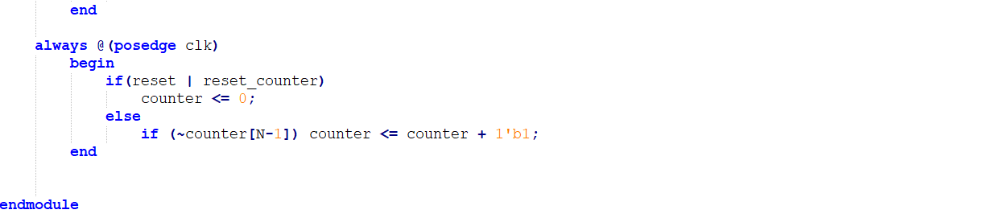 end
always @(posedge clk)
begin
if(reset | reset_counter)
counter <= 0;
else
if (~counter[N-1]) counter <= counter + 1'b1;
end
endmodule